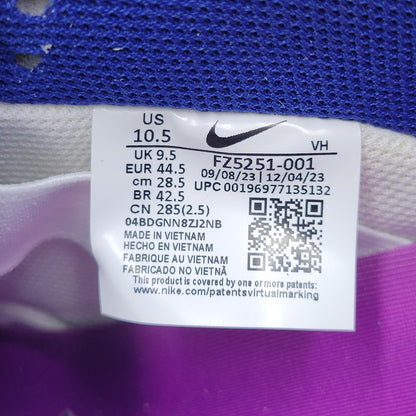 US
10.5
VH
UK 9.5
EUR 44.5
cm 28.5
BR 42.5
CN 285(2.5)
FZ5251-001
09/08/23 | 12/04/23
UPC 00196977135132
04BDGNN8ZJ2NB
MADE IN VIETNAM
HECHO EN VIETNAM
FABRIQUE AU VIETNAM
FABRICADO NO VIETNÃ
This product is covered by one or more patents:
www.nike.com/patentsvirtualmarking